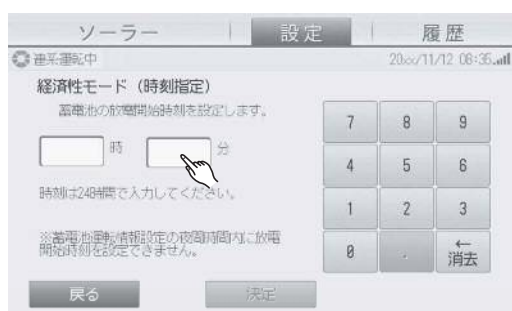 ソーラー 設定 履歴
連系運転中 20xx/11/12 08:35
経済性モード（時刻指定）
蓄電池の放電開始時刻を設定します。
時 分
時刻は24時間で入力してください。
※蓄電池運転情報設定の夜間時間内に放電
開始時刻を設定できません。
7 8 9
4 5 6
1 2 3
0 . ←
消去
戻る 決定